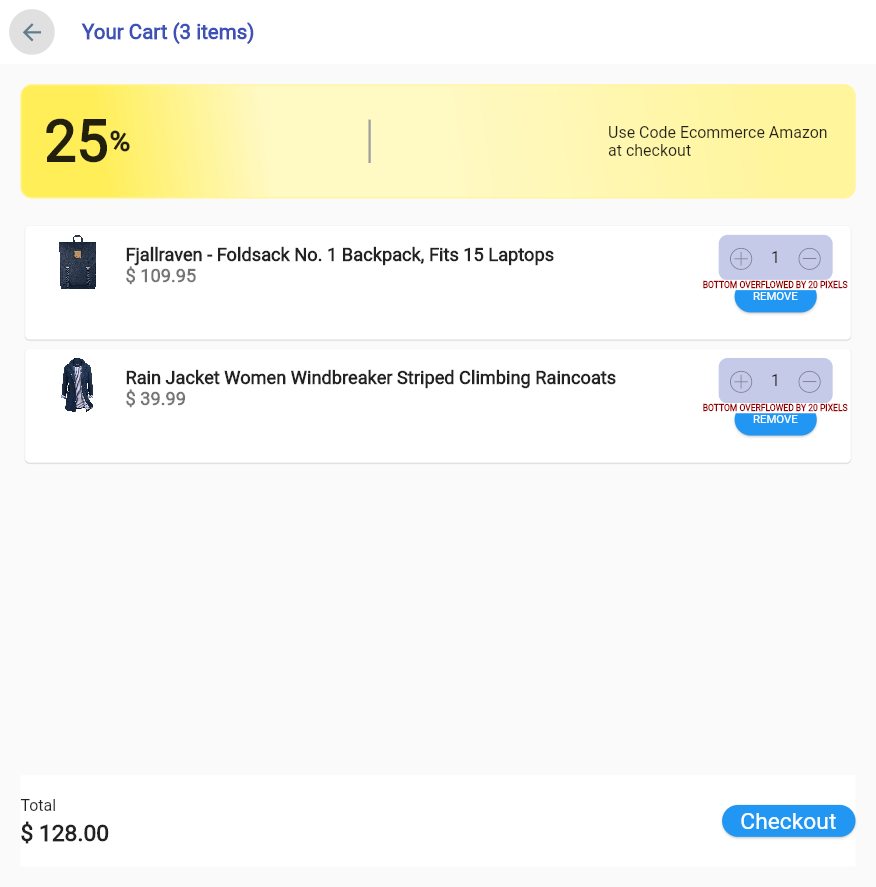 Your Cart (3 items)
25%
Use Code Ecommerce Amazon
at checkout
Fjallraven - Foldsack No. 1 Backpack, Fits 15 Laptops
$ 109.95
1
BOTTOM OVERFLOWED BY 20 PIXELS
REMOVE
Rain Jacket Women Windbreaker Striped Climbing Raincoats
$ 39.99
1
BOTTOM OVERFLOWED BY 20 PIXELS
REMOVE
Total
$ 128.00
Checkout